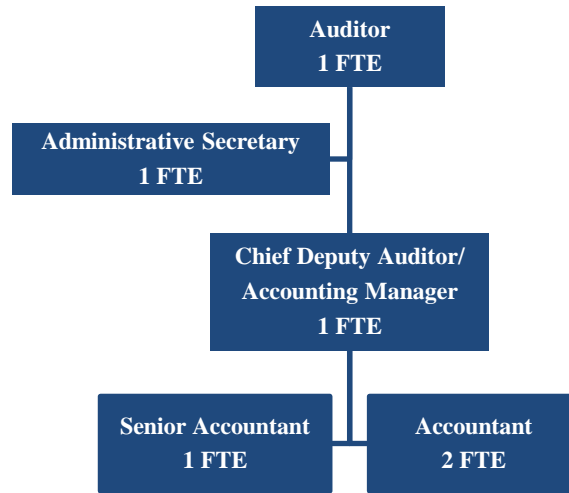 Auditor
1 FTE
Administrative Secretary
1 FTE
Chief Deputy Auditor/
Accounting Manager
1 FTE
Senior Accountant
1 FTE
Accountant
2 FTE